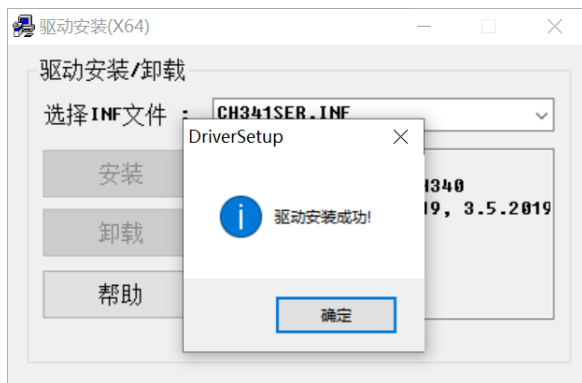 驱动安装(X64)
驱动安装/卸载
选择INF文件 :
CH341SER.INF
DriverSetup
安装
H340
19, 3.5.2019
驱动安装成功!
卸载
帮助
确定